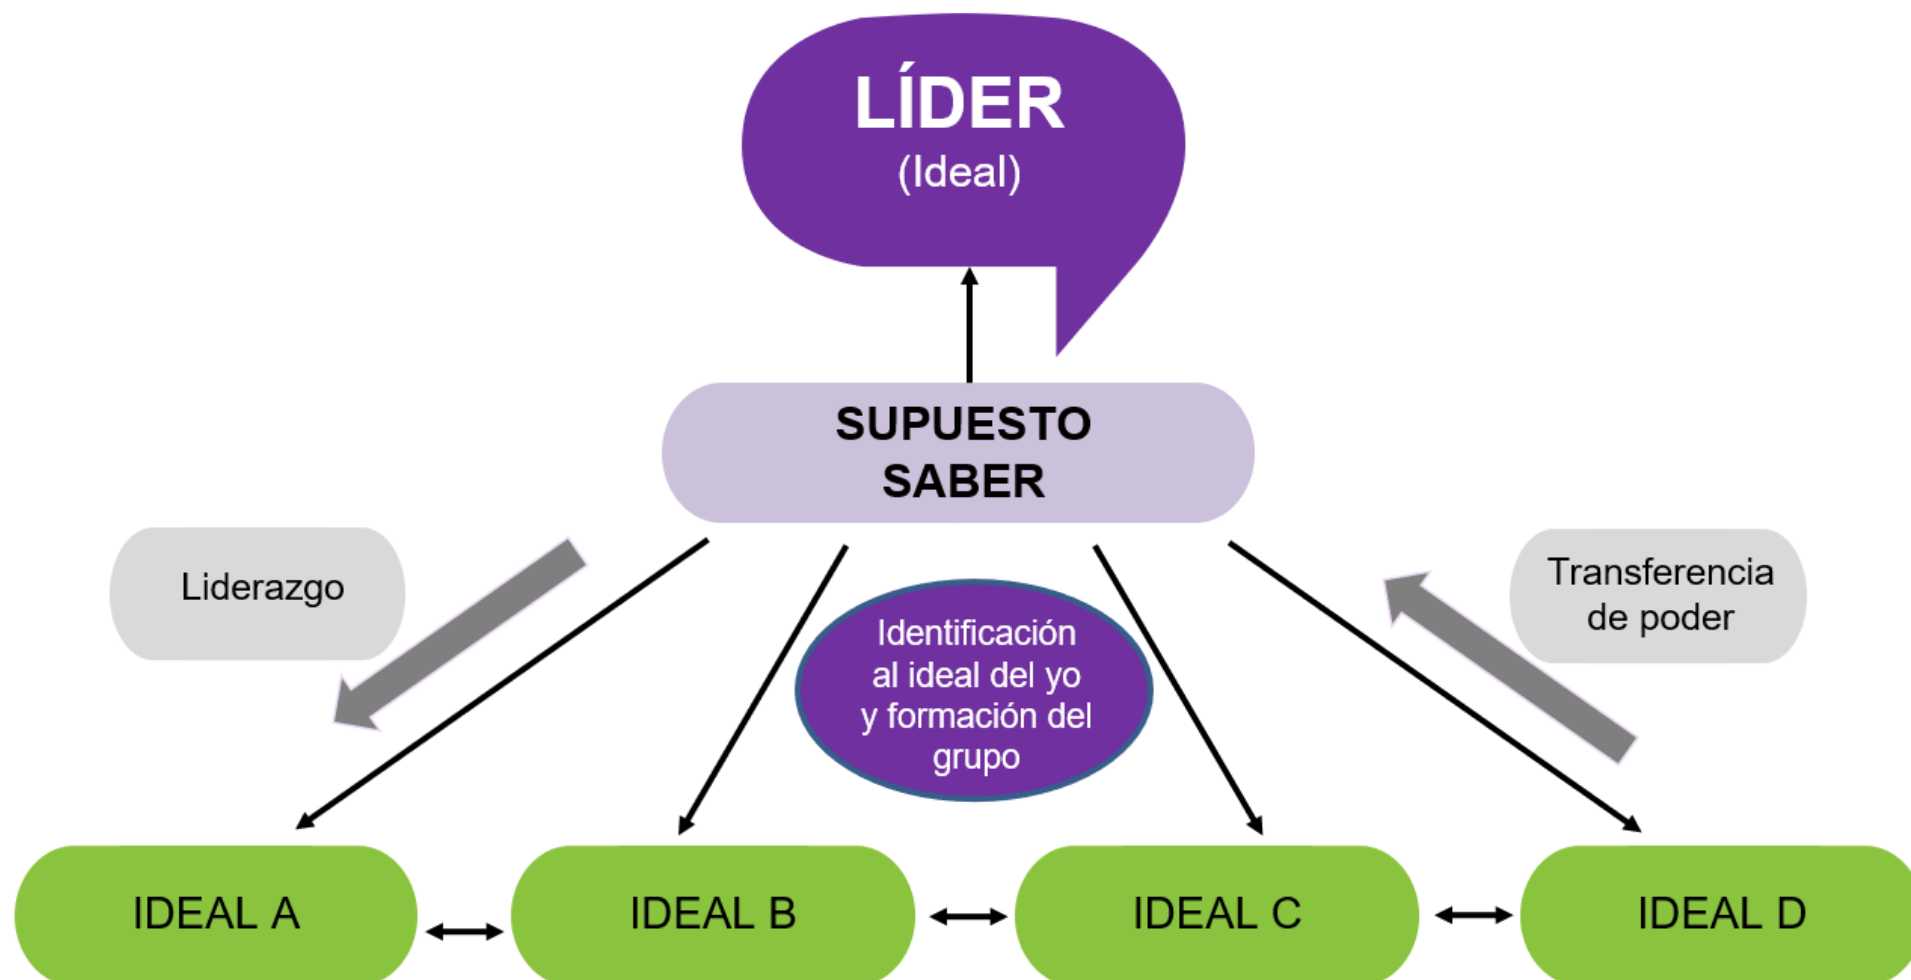 LÍDER
(Ideal)
SUPUESTO
SABER
Liderazgo
Transferencia
de poder
Identificación
al ideal del yo
y formación del
grupo
IDEAL A
IDEAL B
IDEAL C
IDEAL D